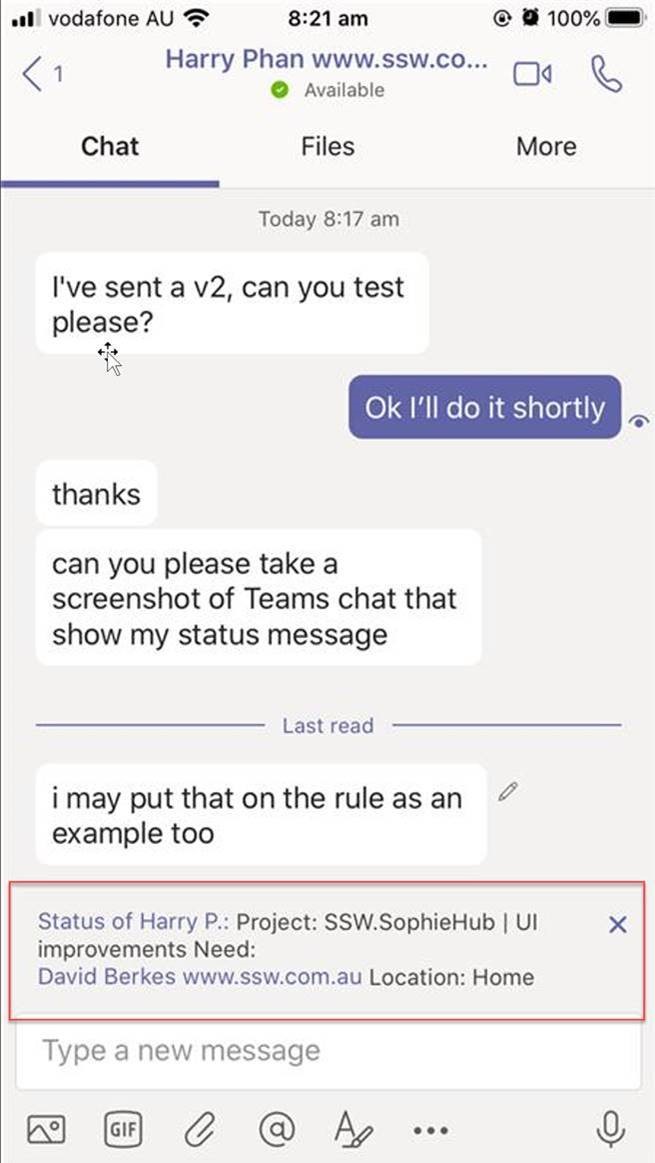 vodafone AU 8:21 am 100%
1 Harry Phan www.ssw.co...
Available
Chat Files More
Today 8:17 am
I've sent a v2, can you test
please?
Ok I’ll do it shortly
thanks
can you please take a
screenshot of Teams chat that
show my status message
Last read
i may put that on the rule as an
example too
Status of Harry P.: Project: SSW.SophieHub | UI
improvements Need:
David Berkes www.ssw.com.au Location: Home
Type a new message
GIF